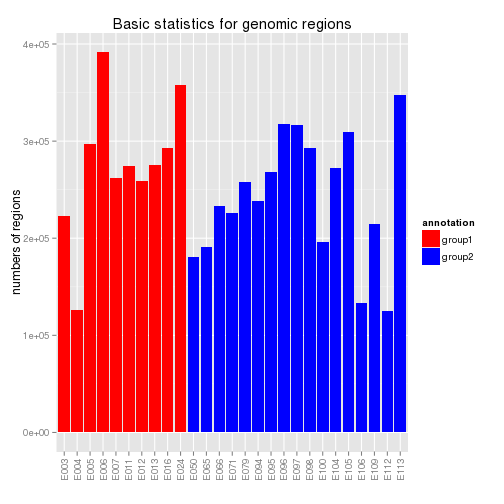 Basic statistics for genomic regions
numbers of regions
4e+05
3e+05
2e+05
1e+05
0e+00
E003
E004
E005
E006
E007
E011
E012
E013
E016
E024
E050
E065
E066
E071
E079
E094
E095
E096
E097
E098
E100
E104
E105
E106
E109
E112
E113
annotation
group1
group2